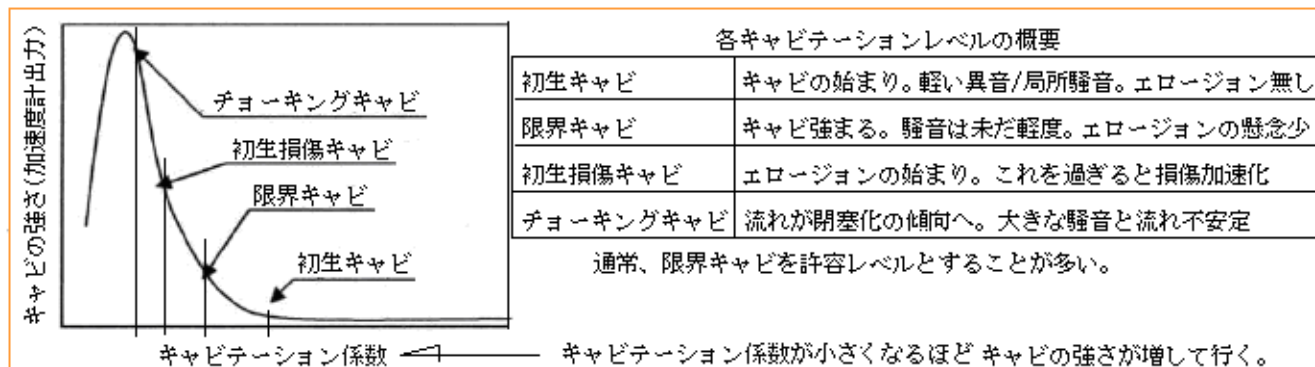 キャビの強さ(加速度計出力)
チョーキングキャビ
初生損傷キャビ
限界キャビ
初生キャビ
各キャビテーションレベルの概要
初生キャビ キャビの始まり。軽い異音/局所騒音。エロージョン無し
限界キャビ キャビ強まる。騒音は未だ軽度。エロージョンの懸念少
初生損傷キャビ エロージョンの始まり。これを過ぎると損傷加速化
チョーキングキャビ 流れが閉塞化の傾向へ。大きな騒音と流れ不安定
通常、限界キャビを許容レベルとすることが多い。
キャビテーション係数 キャビテーション係数が小さくなるほど キャビの強さが増して行く。